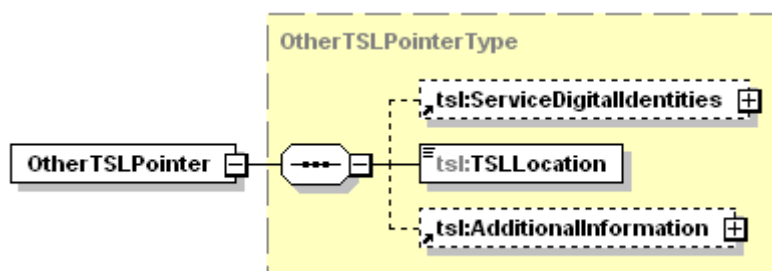 OtherTSLPointerType
tsl:ServiceDigitalIdentities
OtherTSLPointer
tsl:TSLLocation
tsl:AdditionalInformation